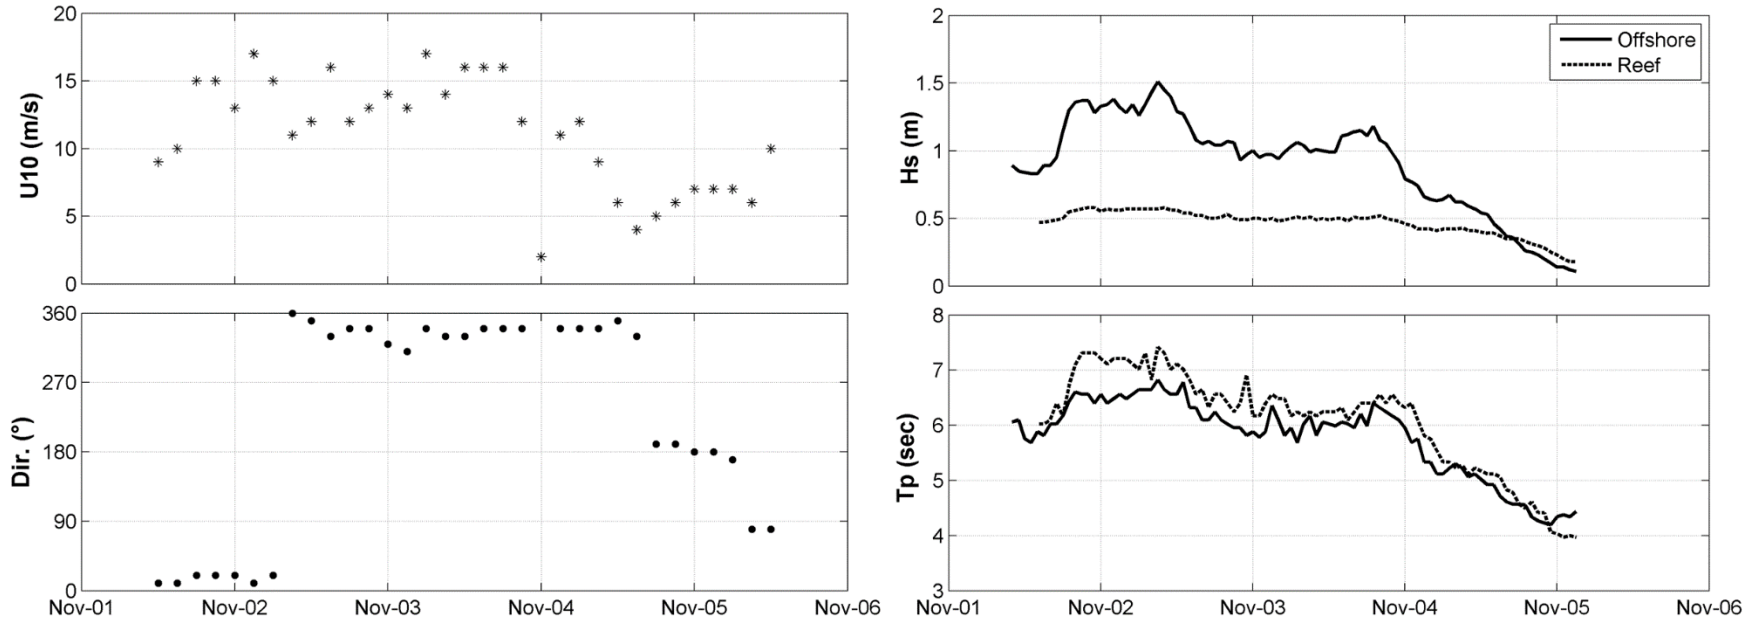 20
15
10
5
0
U10 (m/s)
2
1.5
1
0.5
0
Hs (m)
Offshore
Reef
360
270
180
90
0
Dir. (°)
Nov-01 Nov-02 Nov-03 Nov-04 Nov-05 Nov-06
8
7
6
5
4
3
Tp (sec)
Nov-01 Nov-02 Nov-03 Nov-04 Nov-05 Nov-06